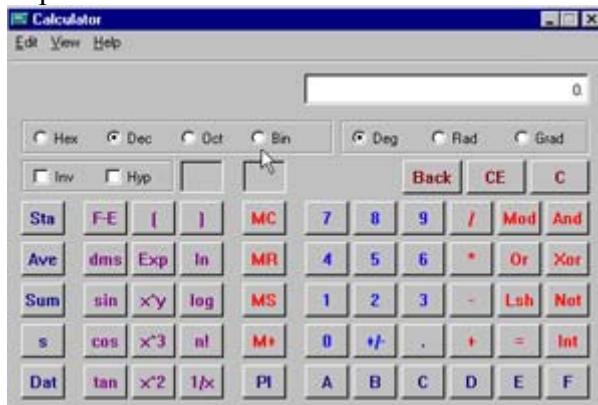 Calculator
Edit View Help
0.
Hex Dec Oct Bin Deg Rad Grad
Inv Hyp Back CE C
Sta F-E ( ) MC 7 8 9 / Mod And
Ave dms Exp ln MR 4 5 6 * Or Xor
Sum sin x^y log MS 1 2 3 - Lsh Not
s cos x^3 n! M+ 0 +/- . + = Int
Dat tan x^2 1/x PI A B C D E F